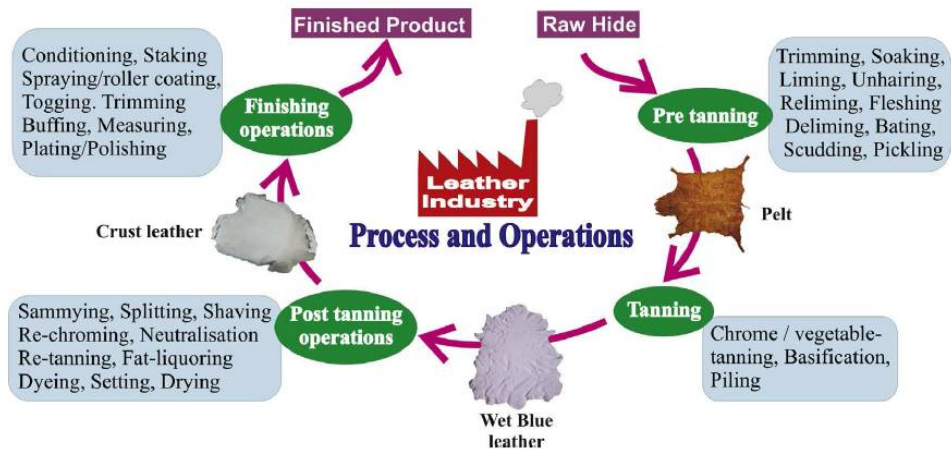 Finished Product
Raw Hide
Conditioning, Staking
Spraying/roller coating,
Togging. Trimming
Buffing, Measuring,
Plating/Polishing
Finishing
operations
Pre tanning
Trimming, Soaking,
Liming, Unhairing,
Reliming, Fleshing
Deliming, Bating,
Scudding, Pickling
Leather
Industry
Process and Operations
Crust leather
Pelt
Sammying, Splitting, Shaving
Re-chroming, Neutralisation
Re-tanning, Fat-liquoring
Dyeing, Setting, Drying
Post tanning
operations
Tanning
Chrome / vegetable-
tanning, Basification,
Piling
Wet Blue
leather